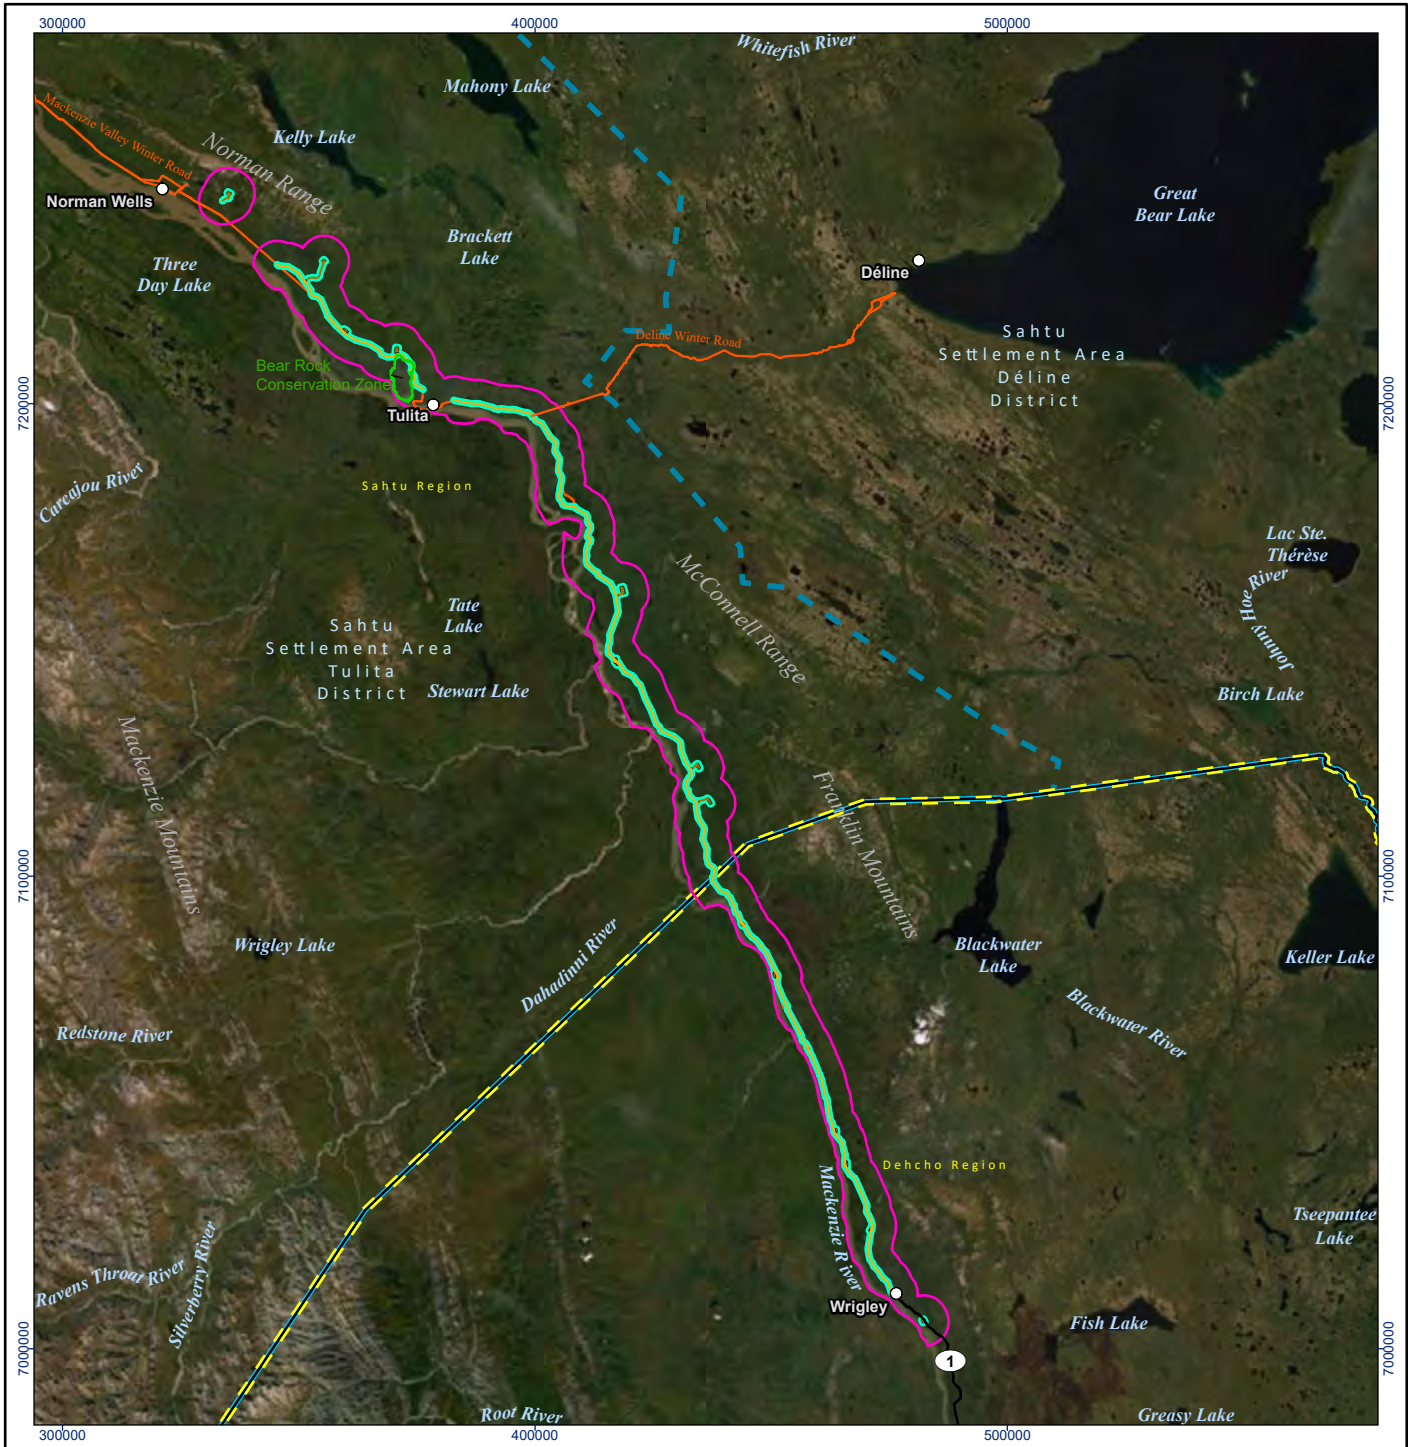 300000
400000
500000
Whitefish River
Mahony Lake
Kelly Lake
Mackenzie Valley Winter Road
Norman Range
Norman Wells
Great
Bear Lake
Brackett
Lake
Three
Day Lake
Déline
Deline Winter Road
Sahtu
Settlement Area
Déline
District
Bear Rock
Conservation Zone
Tulita
7200000
7200000
Carcajou River
Sahtu Region
Lac Ste.
Thérèse
Johnny Hoe River
McConnell Range
Tate
Lake
Sahtu
Settlement Area
Tulita
District
Stewart Lake
Birch Lake
Mackenzie Mountains
Franklin Mountains
7100000
7100000
Wrigley Lake
Dahadinni River
Blackwater
Lake
Keller Lake
Redstone River
Blackwater River
Dehcho Region
Mackenzie River
Tseepantee
Lake
Ravens Throat River
Silverberry River
Wrigley
Fish Lake
7000000
7000000
1
Root River
Greasy Lake
300000
400000
500000